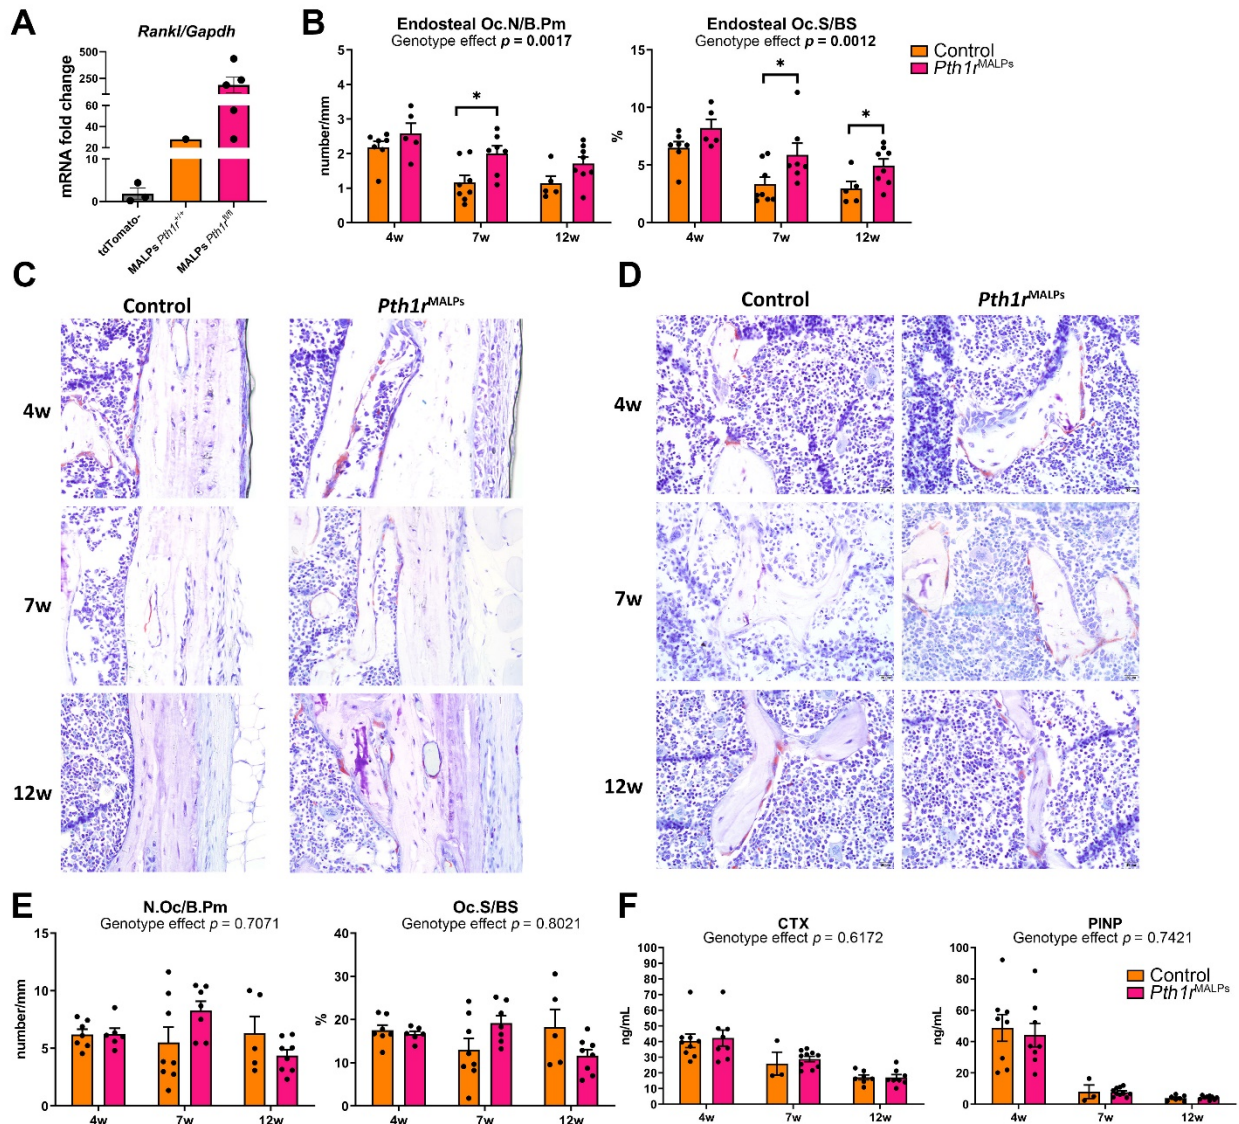 A
Rankl/Gapdh
mRNA fold change
500
250
60
40
20
10
0
tdTomato-
MALPs Pth1r+/+
MALPs Pth1rfl/fl
B
Endosteal Oc.N/B.Pm
Genotype effect p = 0.0017
number/mm
5
4
3
2
1
0
*
4w
7w
12w
Endosteal Oc.S/BS
Genotype effect p = 0.0012
%
15
10
5
0
*
*
4w
7w
12w
Control
Pth1rMALPs
C
Control
Pth1rMALPs
4w
7w
12w
D
Control
Pth1rMALPs
4w
7w
12w
E
N.Oc/B.Pm
Genotype effect p = 0.7071
number/mm
15
10
5
0
4w
7w
12w
Oc.S/BS
Genotype effect p = 0.8021
%
40
30
20
10
0
4w
7w
12w
F
CTX
Genotype effect p = 0.6172
ng/mL
100
90
80
70
60
50
40
30
20
10
0
4w
7w
12w
PINP
Genotype effect p = 0.7421
ng/mL
100
80
60
40
20
0
4w
7w
12w
Control
Pth1rMALPs